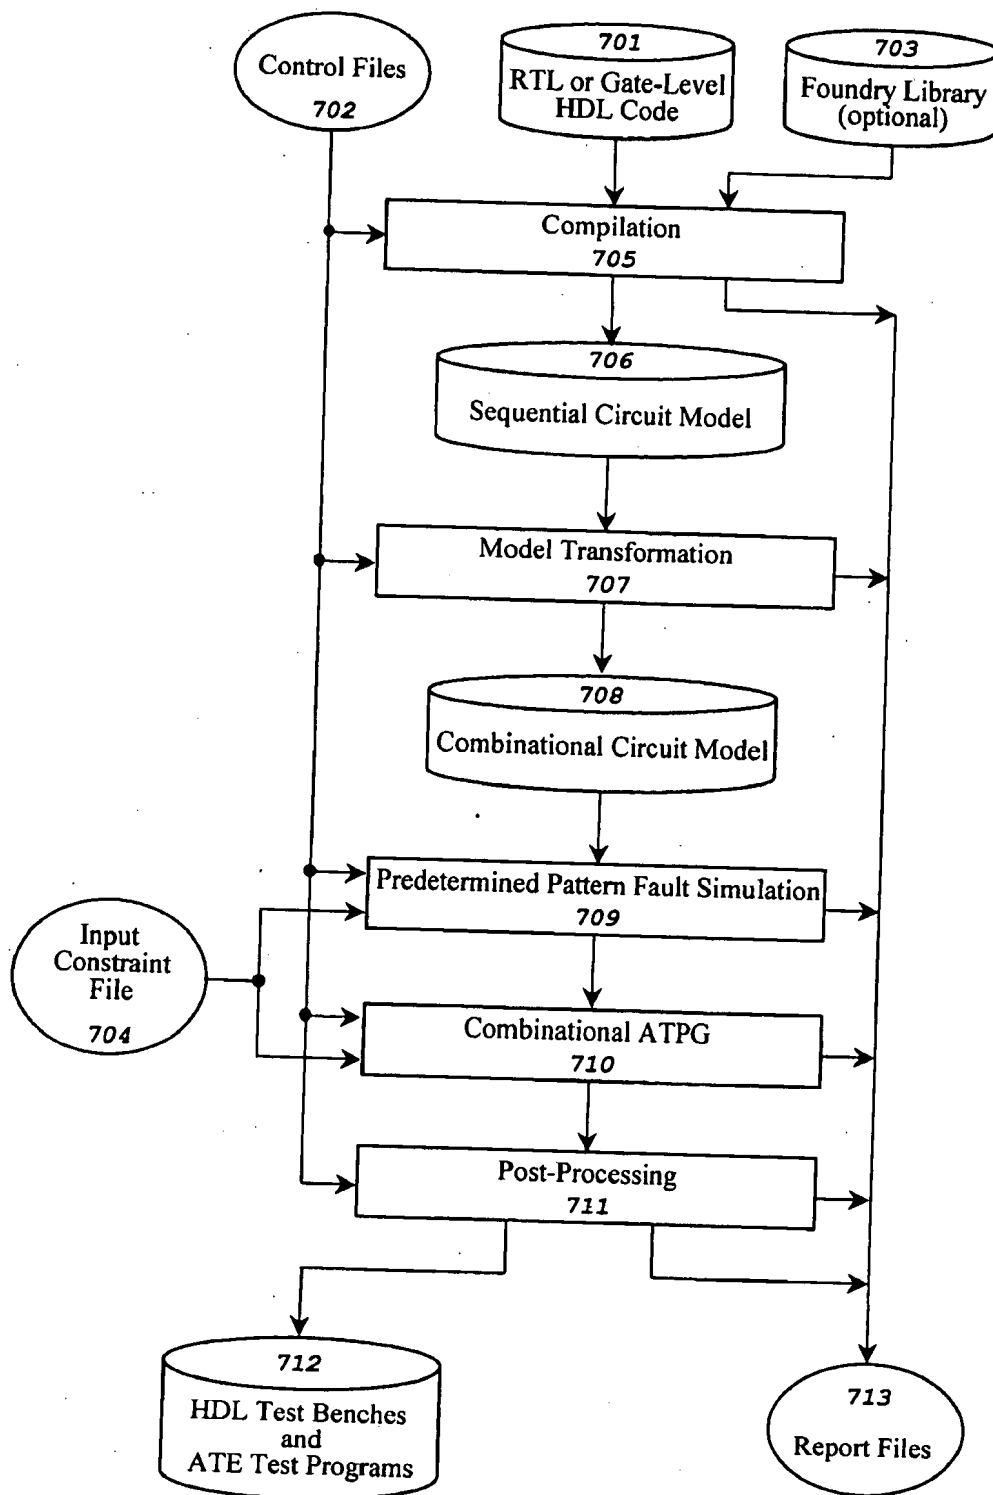 Control Files
702
701
RTL or Gate-Level
HDL Code
703
Foundry Library
(optional)
Compilation
705
706
Sequential Circuit Model
Model Transformation
707
708
Combinational Circuit Model
Predetermined Pattern Fault Simulation
709
Input
Constraint
File
704
Combinational ATPG
710
Post-Processing
711
712
HDL Test Benches
and
ATE Test Programs
713
Report Files